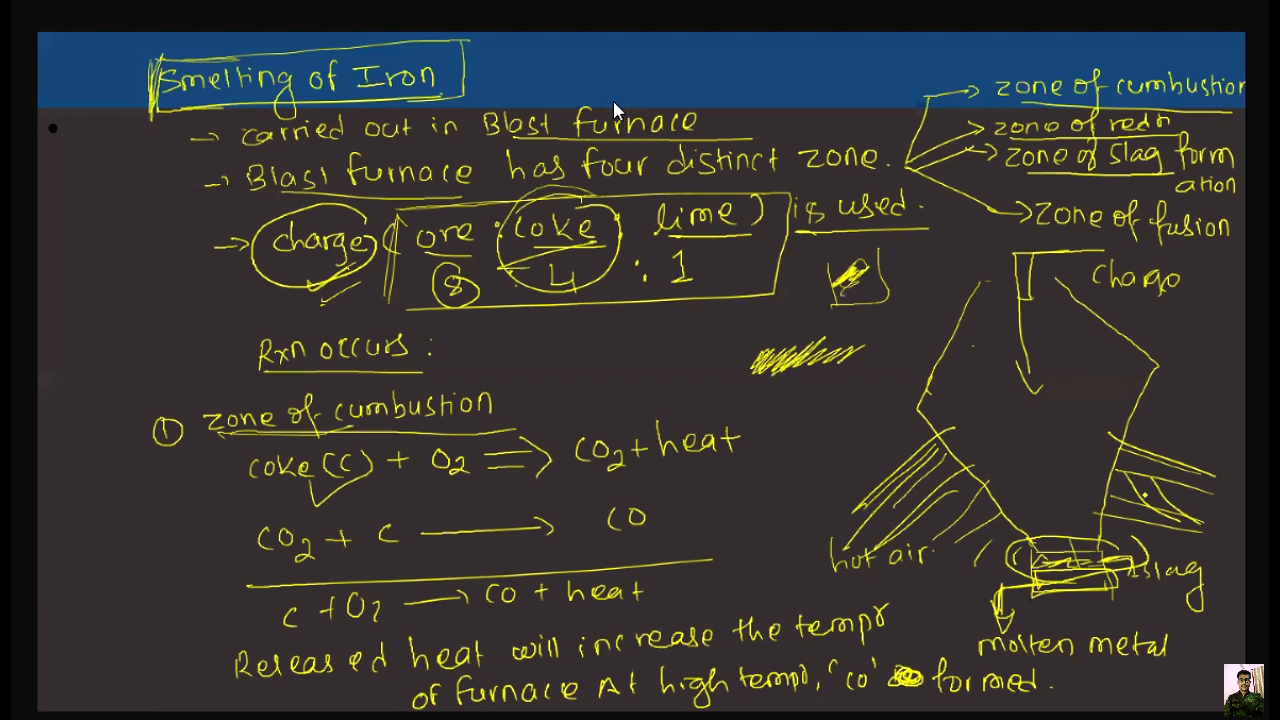 Smelting of Iron
→ carried out in Blast furnace
→ Blast furnace has four distinct zone.
→ zone of cumbustion
→ zone of redn
→ zone of slag form
ation
→ zone of fusion
→ charge (ore : coke : lime) is used.
8 : 4 : 1
Charge
Rxn occurs :
① zone of cumbustion
coke(C) + O2 ⇒ CO2 + heat
CO2 + C → CO
C + O2 → CO + heat
Released heat will increase the tempr
of furnace At high tempr, 'CO' formed.
hot air
slag
molten metal